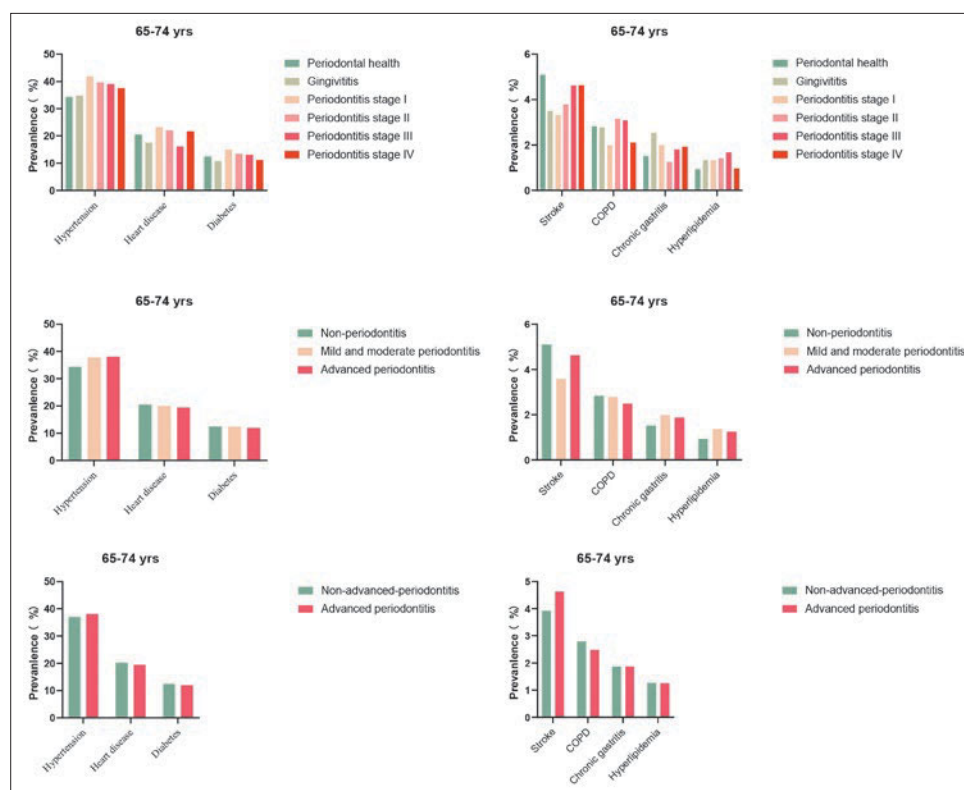 65-74 yrs
Prevanlence ( %)
50
40
30
20
10
0
Hypertension
Heart disease
Diabetes
Periodontal health
Gingivititis
Periodontitis stage I
Periodontitis stage II
Periodontitis stage III
Periodontitis stage IV
65-74 yrs
Prevanlence ( %)
6
4
2
0
Stroke
COPD
Chronic gastritis
Hyperlipidemia
Periodontal health
Gingivititis
Periodontitis stage I
Periodontitis stage II
Periodontitis stage III
Periodontitis stage IV
65-74 yrs
Prevanlence ( %)
50
40
30
20
10
0
Hypertension
Heart disease
Diabetes
Non-periodontitis
Mild and moderate periodontitis
Advanced periodontitis
65-74 yrs
Prevanlence ( %)
6
4
2
0
Stroke
COPD
Chronic gastritis
Hyperlipidemia
Non-periodontitis
Mild and moderate periodontitis
Advanced periodontitis
65-74 yrs
Prevanlence ( %)
50
40
30
20
10
0
Hypertension
Heart disease
Diabetes
Non-advanced-periodontitis
Advanced periodontitis
65-74 yrs
Prevanlence ( %)
5
4
3
2
1
0
Stroke
COPD
Chronic gastritis
Hyperlipidemia
Non-advanced-periodontitis
Advanced periodontitis